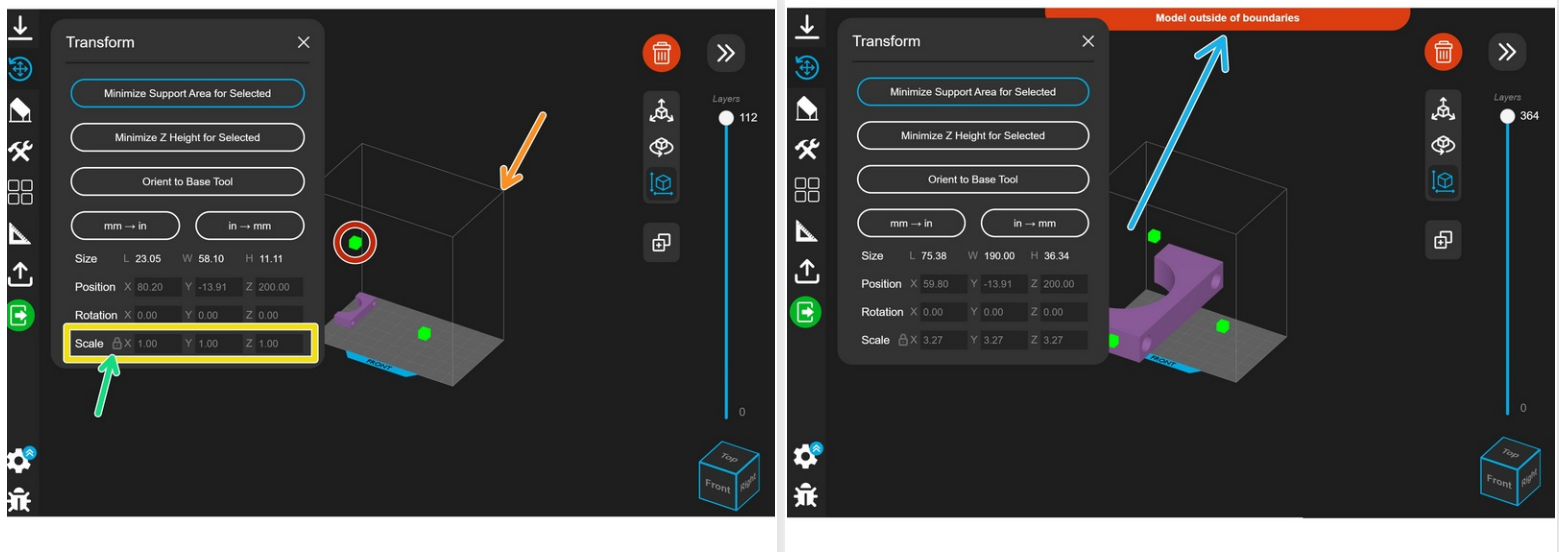 Transform
Minimize Support Area for Selected
Minimize Z Height for Selected
Orient to Base Tool
mm → in
in → mm
Size L 23.05 W 58.10 H 11.11
Position X 80.20 Y -13.91 Z 200.00
Rotation X 0.00 Y 0.00 Z 0.00
Scale X 1.00 Y 1.00 Z 1.00
FRONT
Layers
112
0
Top
Front
Right
Model outside of boundaries
Transform
Minimize Support Area for Selected
Minimize Z Height for Selected
Orient to Base Tool
mm → in
in → mm
Size L 75.38 W 190.00 H 36.34
Position X 59.80 Y -13.91 Z 200.00
Rotation X 0.00 Y 0.00 Z 0.00
Scale X 3.27 Y 3.27 Z 3.27
FRONT
Layers
364
0
Top
Front
Right